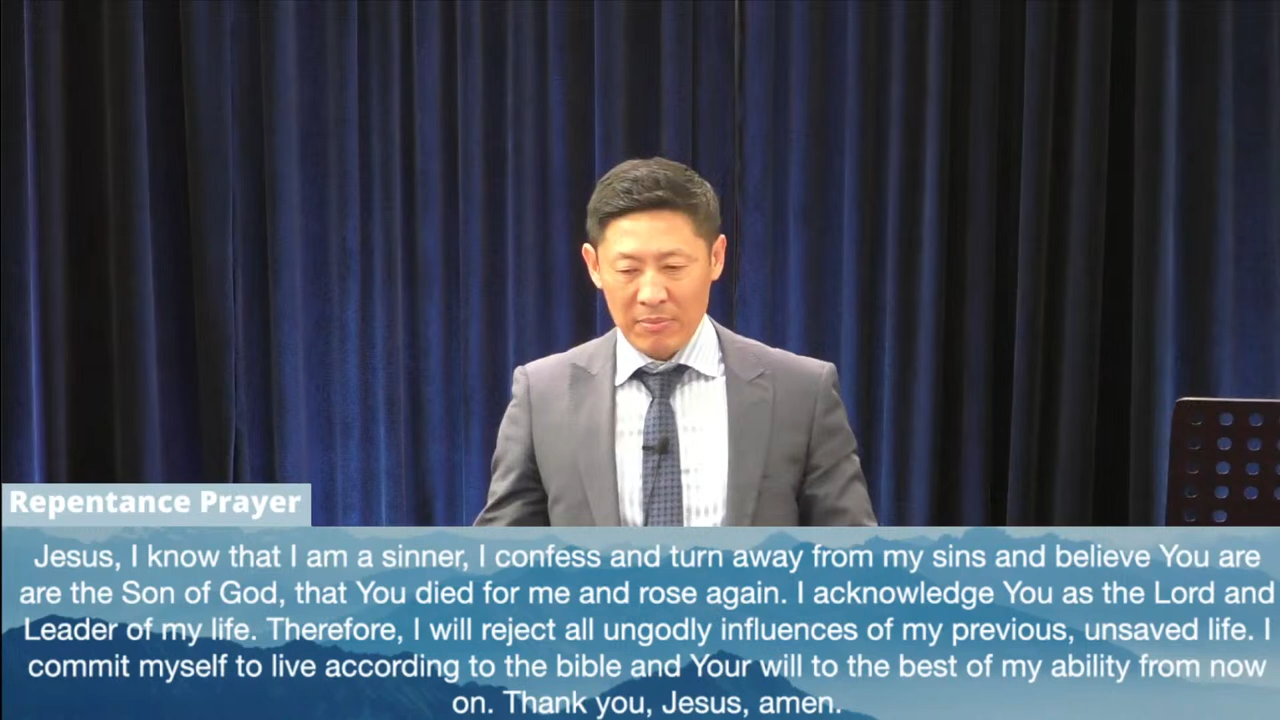 Repentance Prayer
Jesus, I know that I am a sinner, I confess and turn away from my sins and believe You are
are the Son of God, that You died for me and rose again. I acknowledge You as the Lord and
Leader of my life. Therefore, I will reject all ungodly influences of my previous, unsaved life. I
commit myself to live according to the bible and Your will to the best of my ability from now
on. Thank you, Jesus, amen.